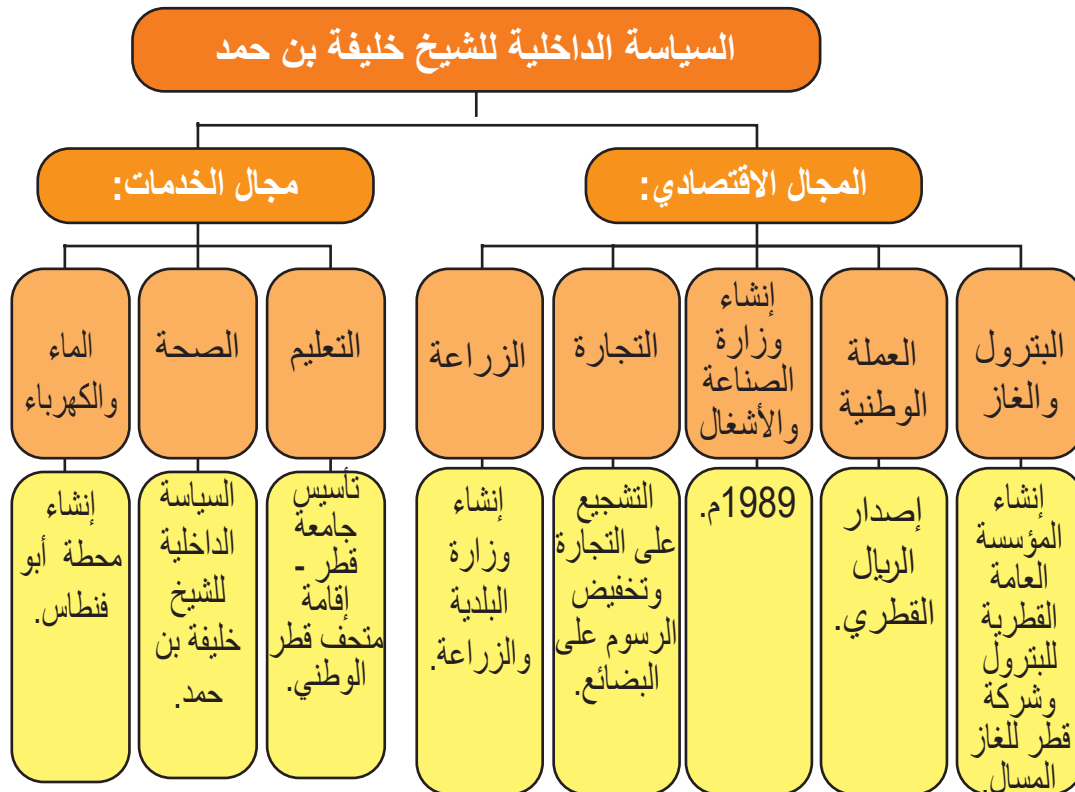 السياسة الداخلية للشيخ خليفة بن حمد
المجال الاقتصادي:
مجال الخدمات:
البترول
والغاز
العملة
الوطنية
إنشاء
وزارة
الصناعة
والأشغال
التجارة
الزراعة
التعليم
الصحة
الماء
والكهرباء
إنشاء
المؤسسة
العامة
القطرية
للبترول
وشركة
قطر للغاز
المسال.
إصدار
الريال
القطري.
1989م.
التشجيع
على التجارة
وتخفيض
الرسوم على
البضائع.
إنشاء
وزارة
البلدية
والزراعة.
تأسيس
جامعة
قطر -
إقامة
متحف قطر
الوطني.
السياسة
الداخلية
للشيخ
خليفة بن
حمد.
إنشاء
محطة أبو
فنطاس.